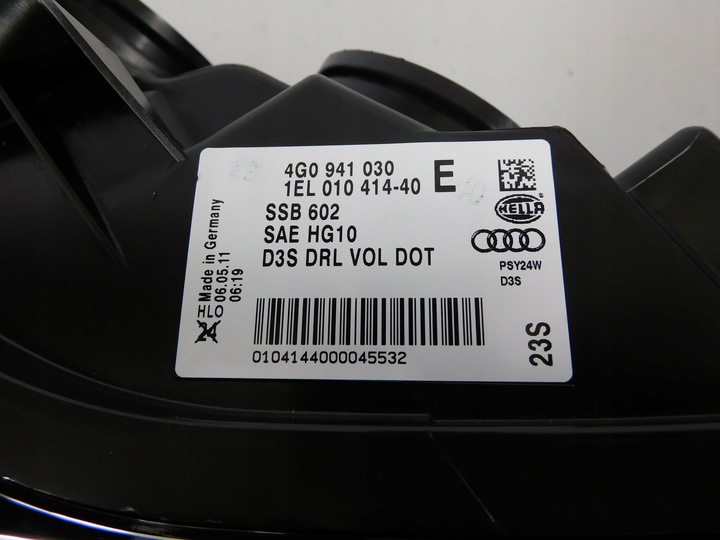 4G0 941 030
1EL 010 414-40 E
SSB 602
SAE HG10
D3S DRL VOL DOT
HELLA
PSY24W
D3S
Made in Germany
HLO 06.05.11
06:19
23S
0104144000045532